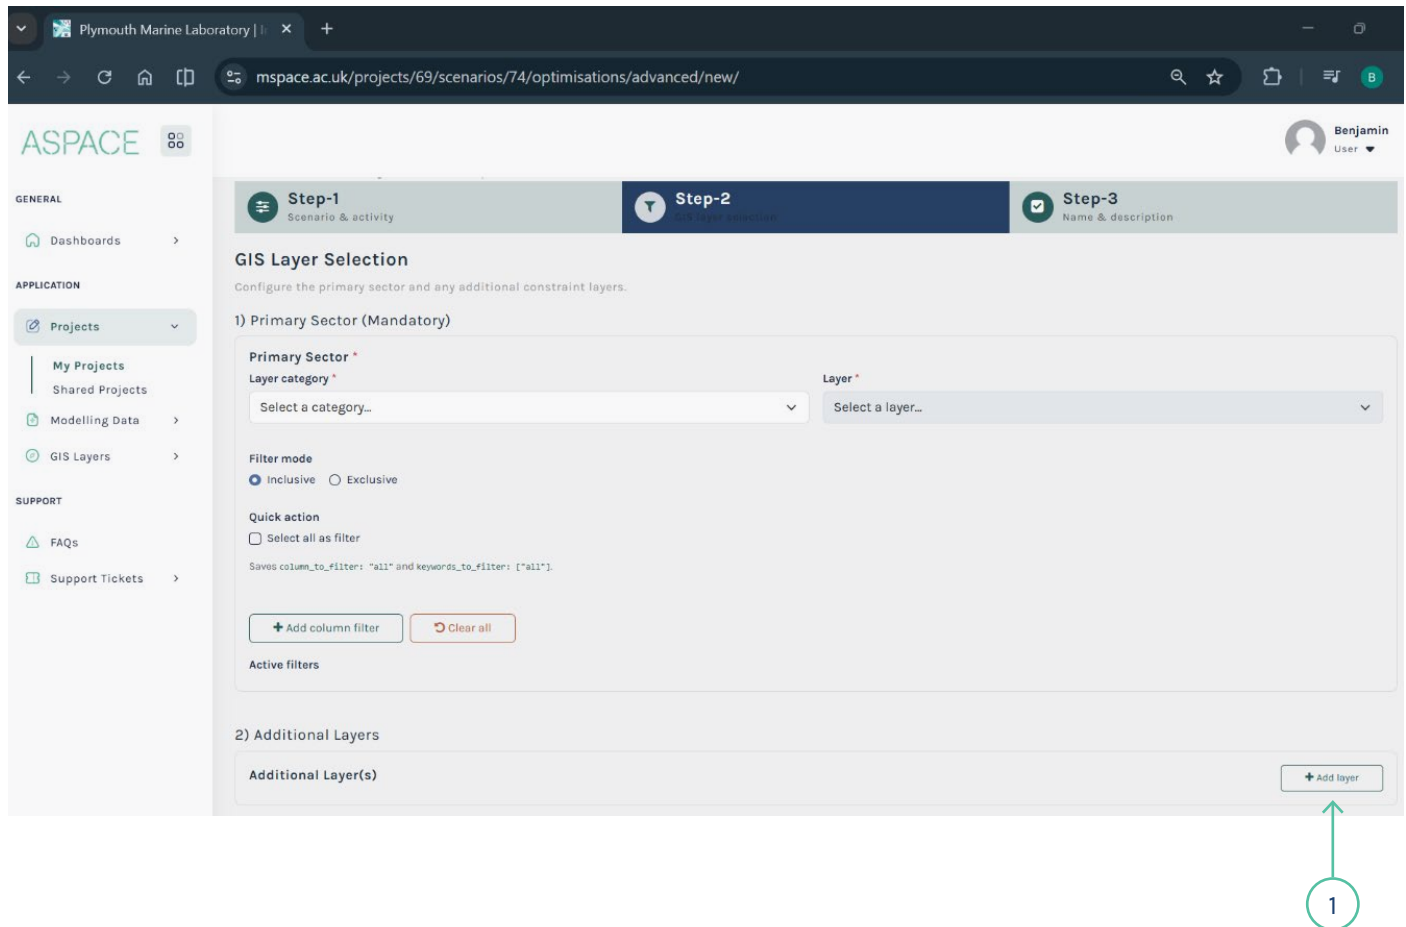 Plymouth Marine Laboratory | I
mspace.ac.uk/projects/69/scenarios/74/optimisations/advanced/new/
B
ASPACE
Benjamin
User
GENERAL
Dashboards
APPLICATION
Projects
My Projects
Shared Projects
Modelling Data
GIS Layers
SUPPORT
FAQs
Support Tickets
Step-1
Scenario & activity
Step-2
GIS layer selection
Step-3
Name & description
GIS Layer Selection
Configure the primary sector and any additional constraint layers.
1) Primary Sector (Mandatory)
Primary Sector *
Layer category *
Layer *
Select a category...
Select a layer...
Filter mode
Inclusive Exclusive
Quick action
Select all as filter
Saves column_to_filter: "all" and keywords_to_filter: ["all"].
+ Add column filter
Clear all
Active filters
2) Additional Layers
Additional Layer(s)
+ Add layer
1